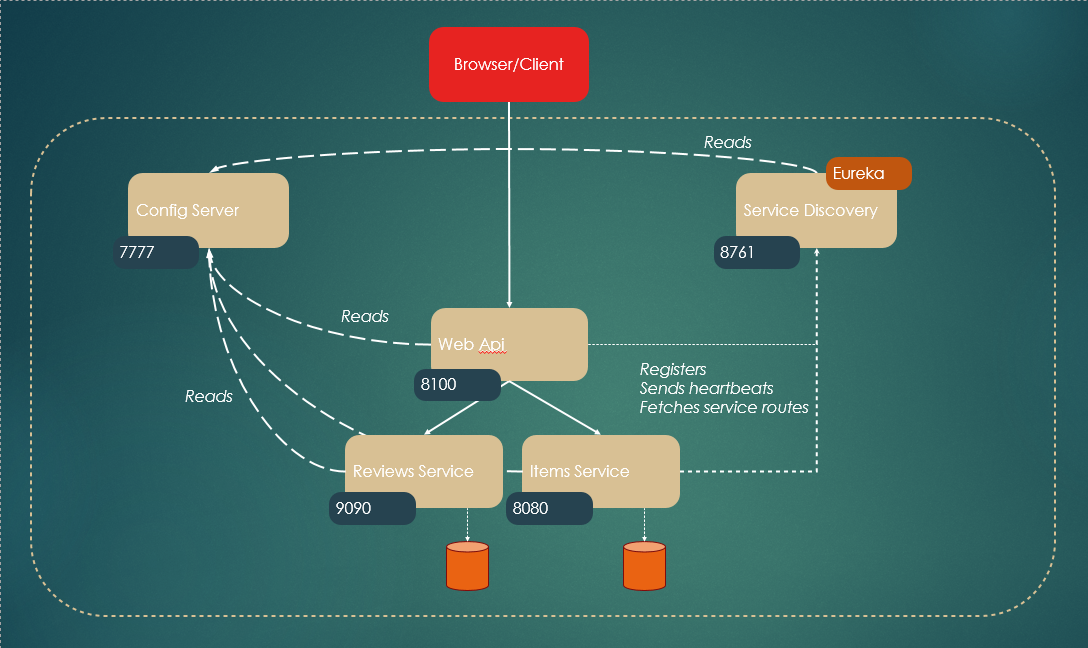 Browser/Client
Reads
Eureka
Config Server
Service Discovery
7777
8761
Reads
Web Api
Registers
Sends heartbeats
Fetches service routes
8100
Reads
Reviews Service
Items Service
9090
8080